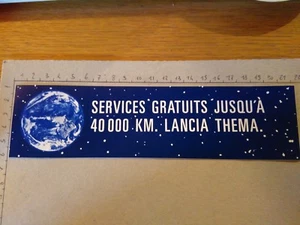 SERVICES GRATUITS JUSQU'À
40 000 KM. LANCIA THEMA.